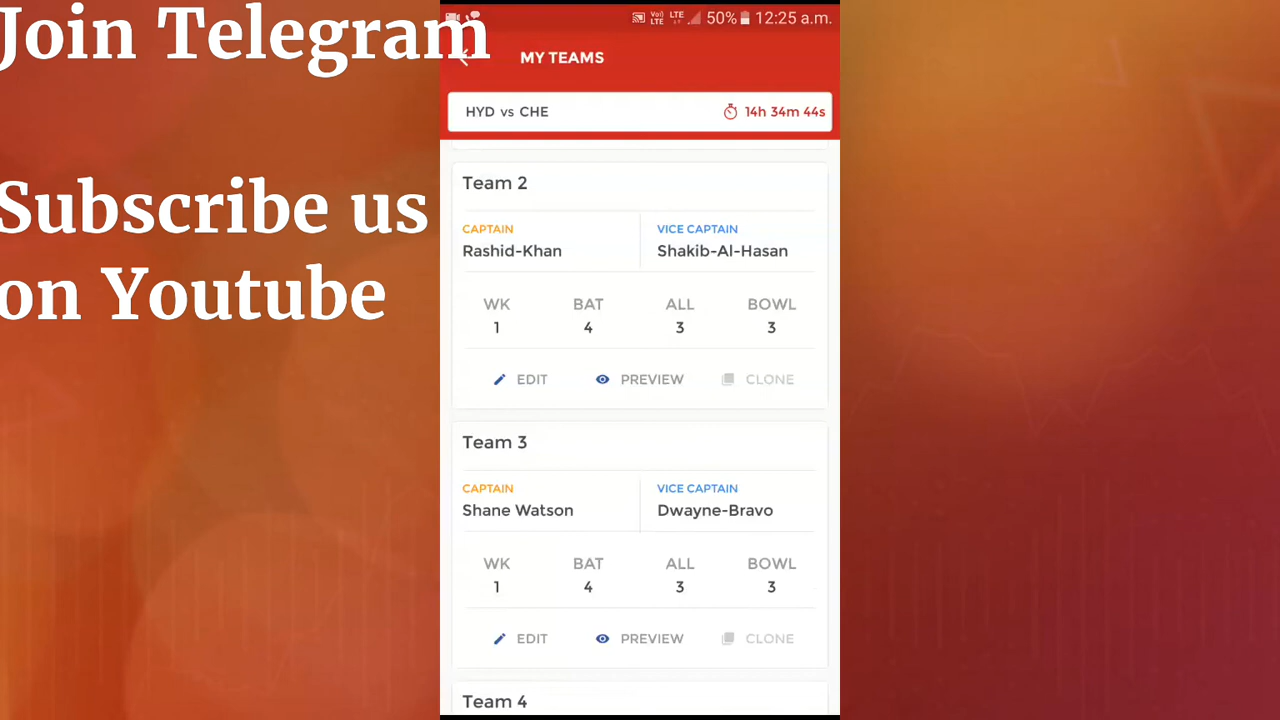 Join Telegram
Subscribe us
on Youtube
Voi) LTE LTE 50% 12:25 a.m.
MY TEAMS
HYD vs CHE 14h 34m 44s
Team 2
CAPTAIN VICE CAPTAIN
Rashid-Khan Shakib-Al-Hasan
WK BAT ALL BOWL
1 4 3 3
EDIT PREVIEW CLONE
Team 3
CAPTAIN VICE CAPTAIN
Shane Watson Dwayne-Bravo
WK BAT ALL BOWL
1 4 3 3
EDIT PREVIEW CLONE
Team 4